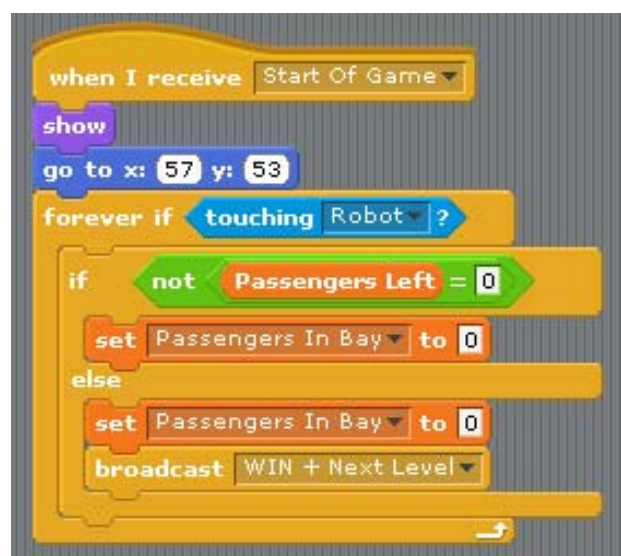 when I receive Start Of Game
show
go to x: 57 y: 53
forever if touching Robot ?
if not Passengers Left = 0
set Passengers In Bay to 0
else
set Passengers In Bay to 0
broadcast WIN + Next Level